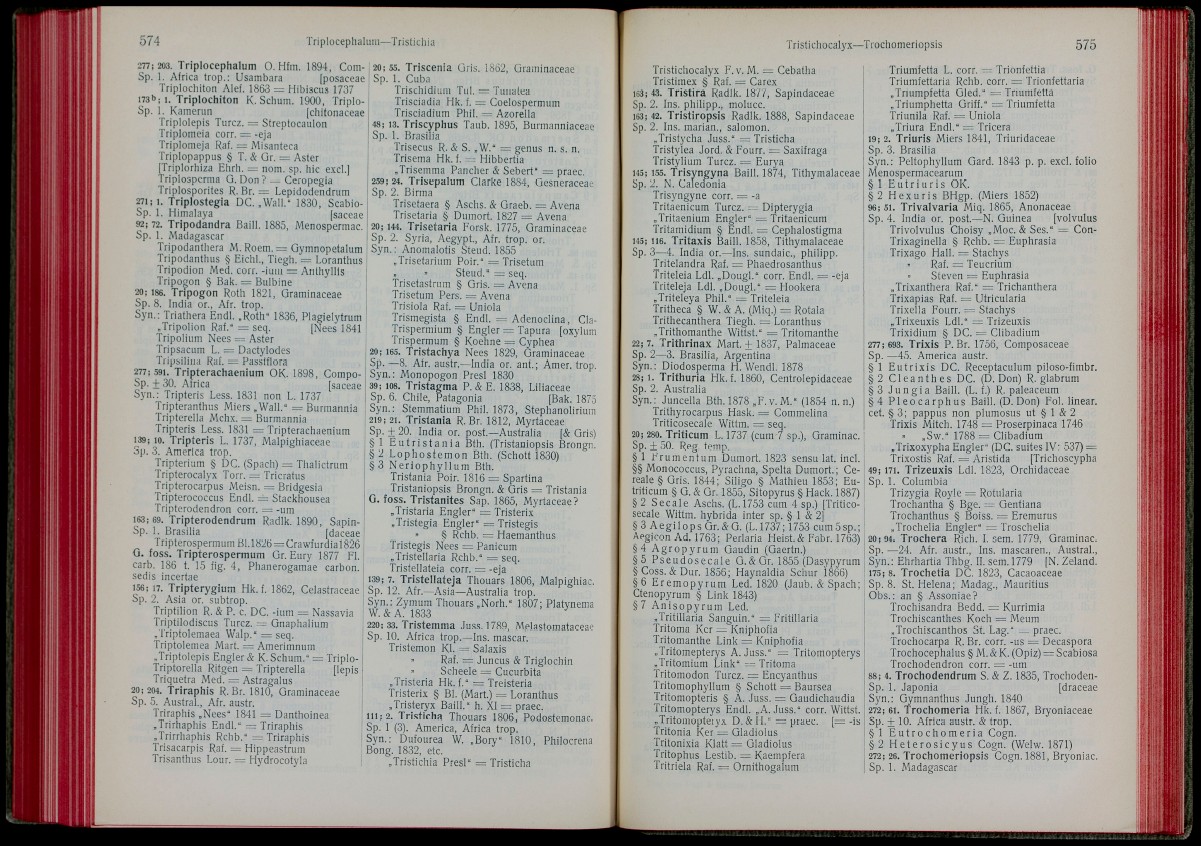 574
Triplocephalum—Tristichia
277; 203. Triplocephalum O. Hfm. 1894, Com-
Sp. 1. Africa trop.: Usambara [posaceae
Triplochiton Alef. 1863 = Hibiscus 1737
173b; 1. Triplochiton K. Schum. 1900, Triplo-
Sp. 1. Kamerun [chitonaceae
Triplolepis Turcz. = Streptocaulon
Triplomeia corr. = -eja
Triplomeja Raf. = Misanteca
Triplopappus § T. & Gr. = Aster
[Triplorhiza Ehrh. = nom. sp. hic excl.]
Triplosperma G. Don? = Ceropegia
Triplosporites R. Br. = Lepidodendrum
271; 1. Triplostegia DC. „Wall.“ 1830, Scabio-
Sp. 1. Himalaya [saceae
92; 72. Tripodandra Baill. 1885, Menospermac.
Sp. 1. Madagascar
Tripodanthera M. Roem. = Gymnopetalum
Tripodanthus § Eichl., Tiegh. = Loranthus
Tripodion Med. corr. -ium = Anthyllis
Tripogon § Bak. = Bulbine
20; 186. Tripogon Roth 1821, Graminaceae
Sp. 8. India or., Afr. trop.
Syn.: Triathera Endl. „Roth“ 1836, Plagielytrum
„Tripolion Raf.“ = seq. [Nees 1841
Tripolium Nees = Aster
Tripsacum L. = Dactylodes
Tripsilina Raf. = Passiflora
277; 591. Tripterachaenium OK. 1898, Compo-
Sp. ± 30. Africa [saceae
Syn.: Tripteris Less. 1831 non L. 1737
Tripteranthus Miers „Wall.“ = Burmannia
Tripterella Mchx. = Burmannia
Tripteris Less. 1831 = Tripterachaenium
139; 10. Tripteris L. 1737, Malpighiaceae
Sp. 3. America trop.
Tripterium § DC. (Spach) = Thalictrum
Tripterocalyx Torr. = Tricratus
Tripterocarpus Meisn. = Bridgesia
Tripterococcus Endl. = Stackhousea
Tripterodendron corr. = -um
163; 69. Tripterodendrum Radlk. 1890, Sapin-
Sp. 1. Brasilia [daceae
Tripterospermum Bl. 1826 = Crawfurdia 1826
G. foss. Tripterospermum Gr. Eury 1877 Fl.
carb. 186 t. 15 fig. 4, Phanerogamae carbon.
sedis incertae
156; 17. Tripterygium Hk. f. 1862, Celastraceae
Sp. 2. Asia or. subtrop.
Triptilion R. & P. c. DC. -ium = Nassavia
Triptilodiscus Turcz. = Gnaphalium
„Triptolemaea Walp.“ = seq.
Triptolemea Mart. = Amerimnum
„Triptolepis Engler & K. Schum.“ = Triplo-
Triptorella Ritgen = Tripterella [lepis
Triquetra Med. = Astragalus
20; 204. Triraphis R. Br. 1810, Graminaceae
Sp. 5. Austral., Afr. austr.
Triraphis „Nees“ 1841 = Danthoinea
„Trirhaphis Endl.“ = Triraphis
„Trirrhaphis Rchb.“ = Triraphis
Trisacarpis Raf. = Hippeastrum
Trisanthus Lour. = Hydrocotyla
20; 55. Triscenia Gris. 1862, Graminaceae
Sp. 1. Cuba
Trischidium Tul. = Tunatea
Trisciadia Hk. f. = Coelospermum
Trisciadium Phil. = Azorella
48; 13. Triscyphus Taub. 1895, Burmanniaceae
Sp. 1. Brasilia
Trisecus R. & S. „W.“ = genus n. s. n.
Trisema Hk. f. = Hibbertia
„Trisemma Pancher & Sebert“ = praec.
259; 24. Trisepalum Clarke 1884, Gesneraceae
Sp. 2. Birma
Trisetaera § Aschs. & Graeb. = Avena
Trisetaria § Dumort. 1827 = Avena
20; 144. Trisetaria Forsk. 1775, Graminaceae
Sp. 2. Syria, Aegypt., Afr. trop. or.
Syn.: Anomalotis Steud. 1855
„Trisetarium Poir.“ = Trisetum
„ „ Steud.“ = seq.
Trisetastrum § Gris. = Avena
Trisetum Pers. = Avena
Trisiola Raf. = Uniola
Trismegista § Endl. = Adenoclina, Cla-
Trispermium § Engler = Tapura [oxylum
Trispermum § Koehne = Cyphea
20; 165. Tristachya Nees 1829, Graminaceae
Sp. —8. Afr. austr.—India or. ant.; Amer. trop.
Syn.: Monopogon Presl 1830
39; 108. Tristagma P. & E. 1838, Liliaceae
Sp. 6. Chile, Patagonia [Bak. 1875
Syn.: Stemmatium Phil. 1873, Stephanolirium
219; 21. Tristania R. Br. 1812, Myrtaceae
Sp. ± 20. India or. post.—Australia [& Gris)
§ 1 Eutristania Bth. (Tristaniopsis Brongn.
§ 2 Lophostemon Bth. (Schott 1830)
§ 3 Neriophyllum Bth.
Tristania Poir. 1816 = Spartina
Tristaniopsis Brongn. & Gris = Tristania
G. foss. Tristanites Sap. 1865, Myrtaceae?
„Tristaria Engler“ = Tristerix
„Tristegia Engler“ = Tristegis
„ § Rchb. = Haemanthus
Tristegis Nees = Panicum
„Tristellaria Rchb.“ = seq.
Tristellateia corr. = -eja
139; 7. Tristellateja Thouars 1806, Malpighiac.
Sp. 12. Afr.—Asia—Australia trop.
Syn.: Zymum Thouars „Norh.“ 1807; Platynema
W. & A. 1833
220; 33. Tristemma Juss. 1789, Melastomataceae
Sp. 10. Africa trop.—Ins. mascar.
Tristemon Kl. = Salaxis
„ Raf. = Juncus & Triglochin
„ Scheele = Cucurbita
„Tristeria Hk. f.“ = Treisteria
Tristerix § Bl. (Mart.) = Loranthus
„Tristeryx Baill.“ h. XI = praec.
111; 2. Tristicha Thouars 1806, Podostemonac.
Sp. 1 (3). America, Africa trop.
Syn.: Dufourea W. „Bory“ 1810, Philocrena
Bong. 1832, etc.
„Tristichia Presl“ = Tristicha
Tristichocalyx—Trochomeriopsis
575
Tristichocalyx F. v. M. = Cebatha
Tristimex § Raf. = Carex
163; 43. Tristira Radlk. 1877, Sapindaceae
Sp. 2. Ins. philipp., molucc.
163; 42. Tristiropsis Radlk. 1888, Sapindaceae
Sp. 2. Ins. marian., salomon.
„Tristycha Juss.“ = Tristicha
Tristylea Jord. & Fourr. = Saxifraga
Tristylium Turcz. = Eurya
145; 155. Trisyngyna Baill. 1874, Tithymalaceae
Sp. 2. N. Caledonia
Trisyngyne corr. = -a
Tritaenicum Turcz. = Dipterygia
„Tritaenium Engler“ = Tritaenicum
Tritamidium § Endl. = Cephalostigma
145; 116. Tritaxis Baill. 1858, Tithymalaceae
Sp. 3—4. India or.—Ins. sundaic., philipp.
Tritelandra Raf. = Phaedrosanthus
Triteleia Ldl. „Dougl.“ corr. Endl. = -eja
Triteleja Ldl. „Dougl.“ = Hookera
„Triteleya Phil.“ = Triteleia
Tritheca § W. & A. (Miq.) = Rotala
Trithecanthera Tiegh. = Loranthus
„Trithomanthe Wittst.“ = Tritomanthe
22; 7. Trithrinax Mart. ± 1837, Palmaceae
Sp. 2—3. Brasilia, Argentina
Syn.: Diodosperma H. Wendl. 1878
28; 1. Trithuria Hk. f. 1860, Centrolepidaceae
Sp. 2. Australia
Syn.: Juncella Bth. 1878 „F. v. M.“ (1854 n. n.)
Trithyrocarpus Hask. = Commelina
Triticosecale Wittm. = seq.
20; 280. Triticum L. 1737 (cum 7 sp.), Graminac.
Sp. ± 50. Reg. temp.
§ 1 Frumentum Dumort. 1823 sensu lat. incl.
§§ Monococcus, Pyrachna, Spelta Dumort.; Ce-
reale § Gris. 1844; Siligo § Mathieu 1853; Eu-
triticum § G. & Gr. 1855, Sitopyrus § Hack. 1887)
§ 2 Secale Aschs. (L. 1753 cum 4 sp.) [Tritico-
secale Wittm. hybrida inter sp. § 1 & 2]
§ 3 Aegilops Gr. & G. (L. 1737; 1753 cum 5 sp.;
Aegicon Ad. 1763; Perlaria Heist. & Fabr. 1763)
§ 4 Agropyrum Gaudin (Gaertn.)
§ 5 Pseudosecale G. & Gr. 1855 (Dasypyrum
§ Coss. & Dur. 1856; Haynaldia Schur 1866)
§ 6 Eremopyrum Led. 1820 (Jaub. & Spach;
Ctenopyrum § Link 1843)
§ 7 Anisopyrum Led.
„Tritillaria Sanguin.“ = Fritillaria
Tritoma Ker = Kniphofia
Tritomanthe Link = Kniphofia
„Tritomepterys A. Juss.“ = Tritomopterys
„Tritomium Link“ = Tritoma
Tritomodon Turcz. = Encyanthus
Tritomophyllum § Schott = Baursea
Tritomopteris § A. Juss. = Gaudichaudia
Tritomopterys Endl. „A. Juss.“ corr. Wittst.
„Tritomopteryx D. & H.“ = praec. [= -is
Tritonia Ker = Gladiolus
Tritonixia Klatt = Gladiolus
Tritophus Lestib. = Kaempfera
Tritriela Raf. = Ornithogalum
Triumfetta L. corr. = Trionfettia
Triumfettaria Rchb. corr. = Trionfettaria
„Triumpfetta Gled.“ = Triumfetta
„Triumphetta Griff.“ = Triumfetta
Triunila Raf. = Uniola
„Triura Endl.“ = Tricera
19; 2. Triuris Miers 1841, Triuridaceae
Sp. 3. Brasilia
Syn.: Peltophyllum Gard. 1843 p. p. excl. folio
Menospermacearum
§ 1 Eutriuris OK.
§ 2 Hexuris BHgp. (Miers 1852)
96; 51. Trivalvaria Miq. 1865, Anonaceae
Sp. 4. India or. post.—N. Guinea [volvulus
Trivolvulus Choisy „Moc. & Ses.“ = Con-
Trixaginella § Rchb. = Euphrasia
Trixago Hall. = Stachys
„ Raf. = Teucrium
„ Steven = Euphrasia
„Trixanthera Raf.“ = Trichanthera
Trixapias Raf. = Utricularia
Trixella Fourr. = Stachys
„Trixeuxis Ldl.“ = Trizeuxis
Trixidium § DC. = Clibadium
277; 693. Trixis P. Br. 1756, Composaceae
Sp. —45. America austr.
§ 1 Eutrixis DC. Receptaculum piloso-fimbr.
§ 2 Cleanthes DC. (D. Don) R. glabrum
§ 3 Jungia Baill. (L. f.) R. paleaceum
§ 4 Pleocarphus Baill. (D. Don) Fol. linear.
cet. § 3; pappus non plumosus ut § 1 & 2
Trixis Mitch. 1748 = Proserpinaca 1746
„ „Sw.“ 1788 = Clibadium
„Trixoxypha Engler“ (DC. suites IV: 537) =
Trixostis Raf. = Aristida [Trichoscypha
49; 171. Trizeuxis Ldl. 1823, Orchidaceae
Sp. 1. Columbia
Trizygia Royle = Rotularia
Trochantha § Bge. = Gentiana
Trochanthus § Boiss. = Eremurus
„Trochelia Engler“ = Troschelia
20; 94. Trochera Rich. I. sem. 1779, Graminac.
Sp. —24. Afr. austr., Ins. mascaren., Austral.,
Syn.: Ehrhartia Thbg. II. sem. 1779 [N. Zeland.
175; 8. Trochetia DC. 1823, Cacaoaceae
Sp. 8. St. Helena; Madag., Mauritius
Obs.: an § Assoniae?
Trochisandra Bedd. = Kurrimia
Trochiscanthes Koch = Meum
„Trochiscanthos St. Lag.“ = praec.
Trochocarpa R. Br. corr. -us = Decaspora
Trochocephalus § M. & K. (Opiz) = Scabiosa
Trochodendron corr. = -um
88; 4. Trochodendrum S. & Z. 1835, Trochoden-
Sp. 1. Japonia [draceae
Syn.: Gymnanthus Jungh. 1840
272; 61. Trochomeria Hk. f. 1867, Bryoniaceae
Sp. ± 10. Africa austr. & trop.
§ 1 Eutrochomeria Cogn.
§ 2 Heterosicyus Cogn. (Welw. 1871)
272; 26. Trochomeriopsis Cogn. 1881, Bryoniac.
Sp. 1. Madagascar